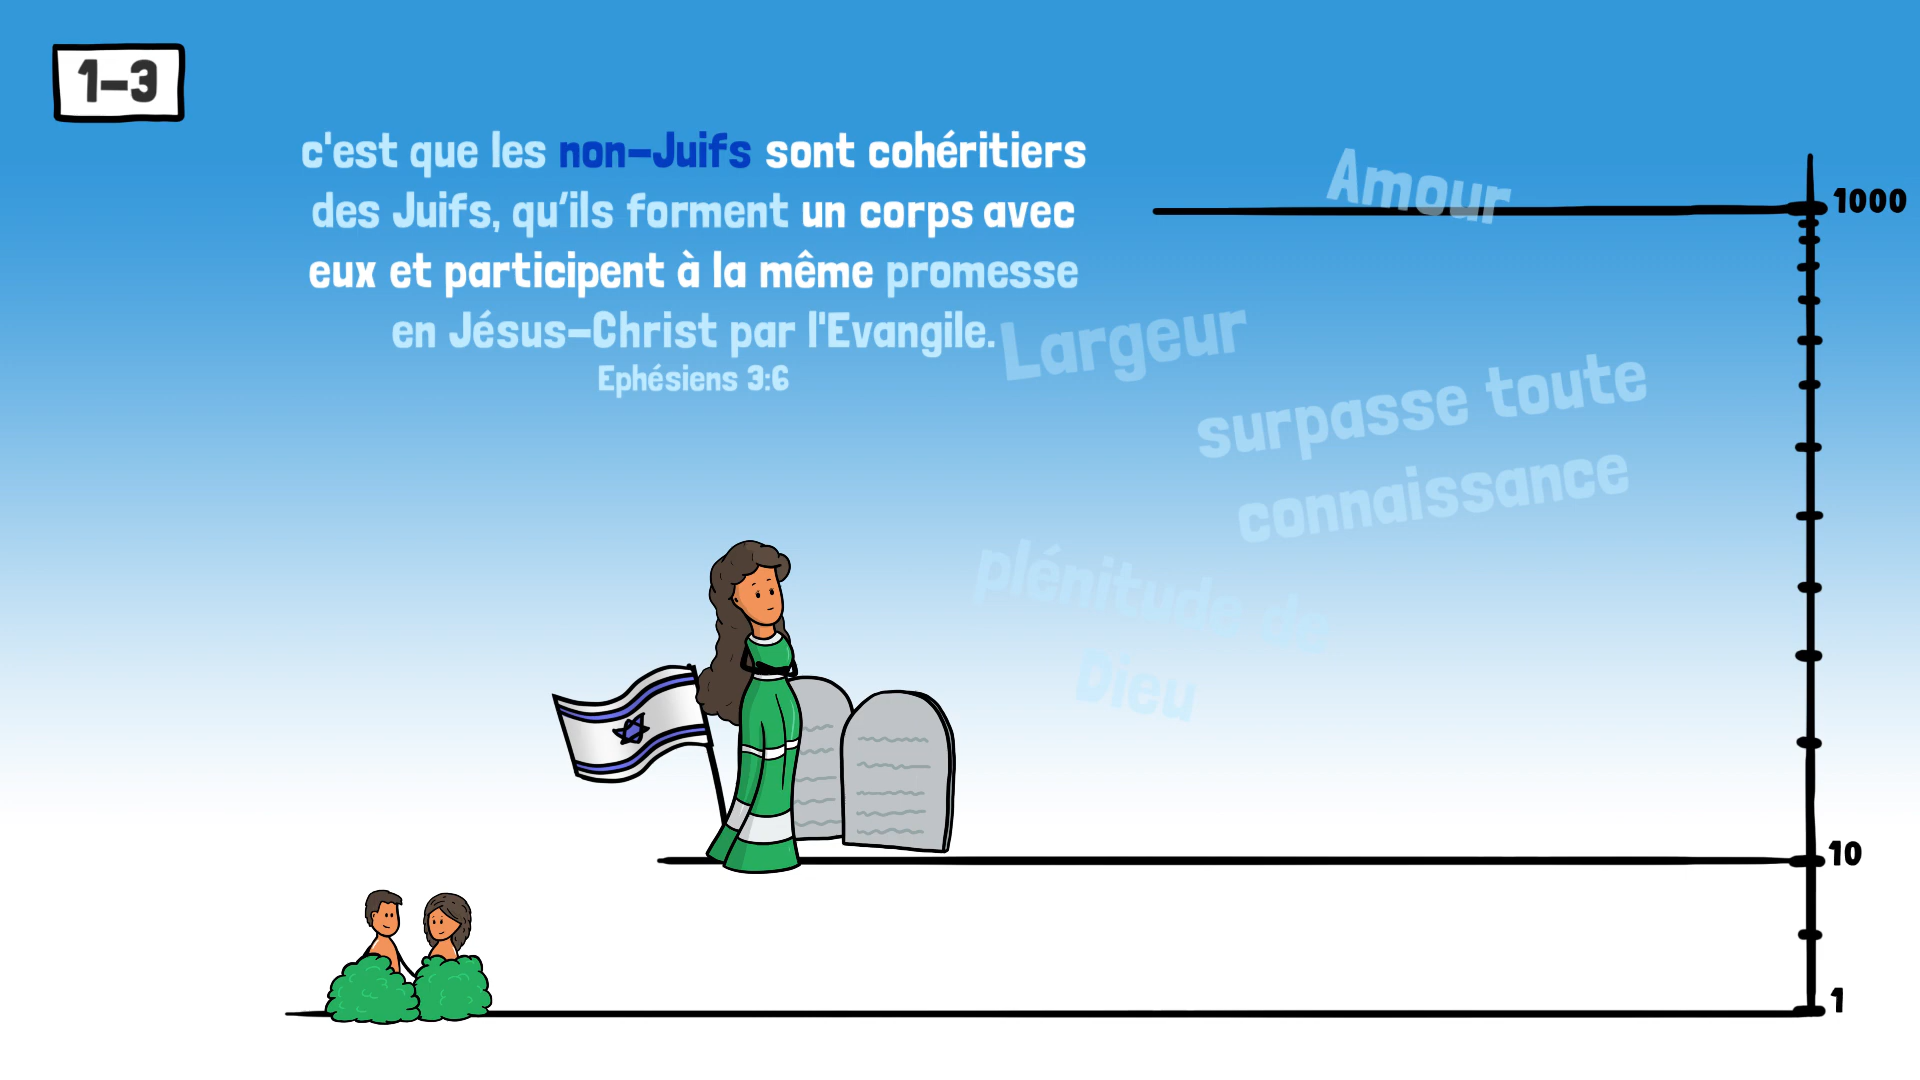 1-3
c'est que les non-Juifs sont cohéritiers
des Juifs, qu'ils forment un corps avec
eux et participent à la même promesse
en Jésus-Christ par l'Evangile.
Ephésiens 3:6
Amour
1000
Largeur
surpasse toute
connaissance
plénitude de
Dieu
10
1